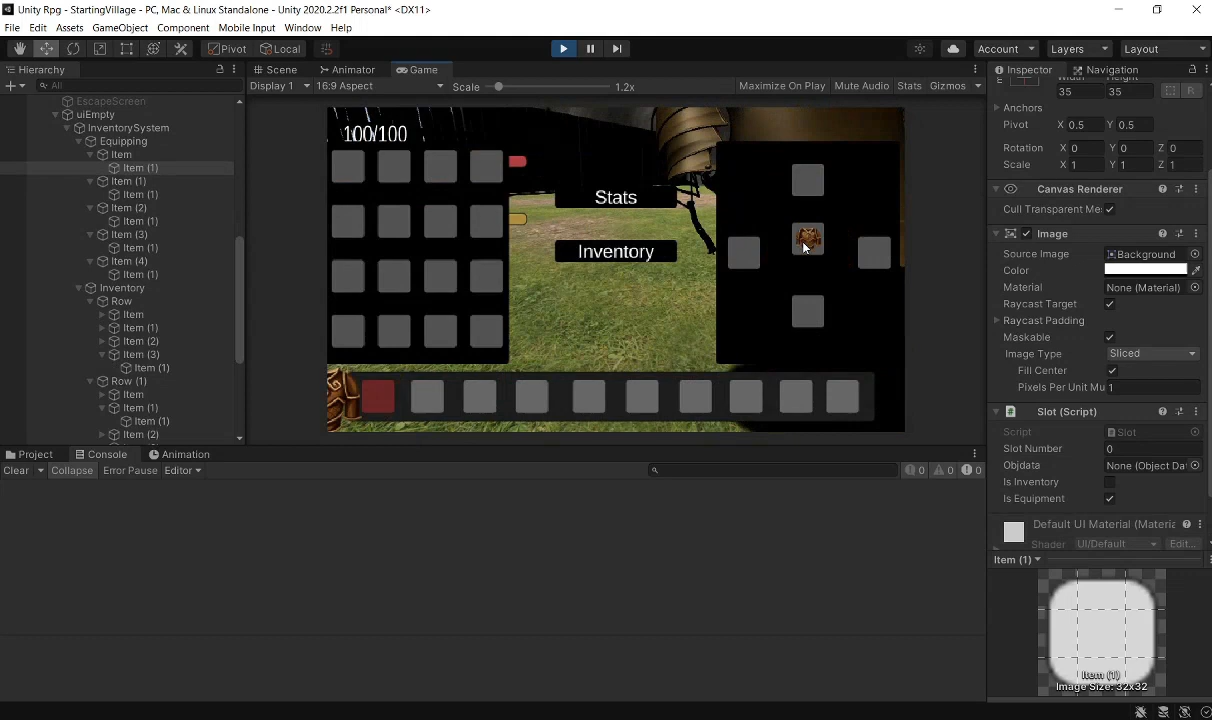 Unity Rpg - StartingVillage - PC, Mac & Linux Standalone - Unity 2020.2.2f1 Personal* <DX11>
File Edit Assets GameObject Component Mobile Input Window Help
Pivot Local Account Layers Layout
Hierarchy
All
EscapeScreen
uiEmpty
InventorySystem
Equipping
Item
Item (1)
Item (1)
Item (1)
Item (2)
Item (1)
Item (3)
Item (1)
Item (4)
Item (1)
Inventory
Row
Item
Item (1)
Item (2)
Item (3)
Item (1)
Row (1)
Item
Item (1)
Item (1)
Item (2)
Scene Animator Game
Display 1 16:9 Aspect Scale 1.2x Maximize On Play Mute Audio Stats Gizmos
100/100
Stats
Inventory
Inspector Navigation
Width Height
35 35
R
Anchors
Pivot X 0.5 Y 0.5
Rotation X 0 Y 0 Z 0
Scale X 1 Y 1 Z 1
Canvas Renderer
Cull Transparent Mes
Image
Source Image Background
Color
Material None (Material)
Raycast Target
Raycast Padding
Maskable
Image Type Sliced
Fill Center
Pixels Per Unit Mu 1
# Slot (Script)
Script Slot
Slot Number 0
Objdata None (Object Da
Is Inventory
Is Equipment
Default UI Material (Materia
Shader UI/Default Edit...
Item (1)
Item (1)
Image Size: 32x32
Project Console Animation
Clear Collapse Error Pause Editor 0 0 0